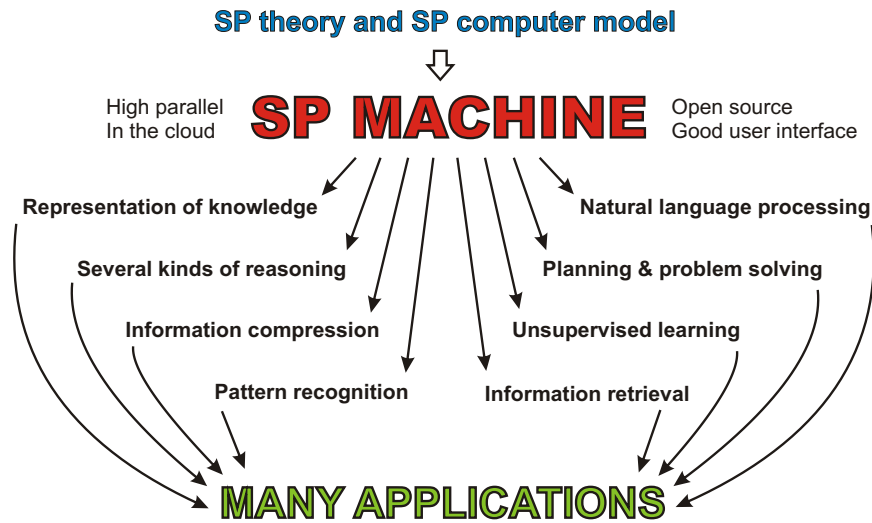 SP theory and SP computer model
High parallel
In the cloud
SP MACHINE
Open source
Good user interface
Representation of knowledge
Natural language processing
Several kinds of reasoning
Planning & problem solving
Information compression
Unsupervised learning
Pattern recognition
Information retrieval
MANY APPLICATIONS